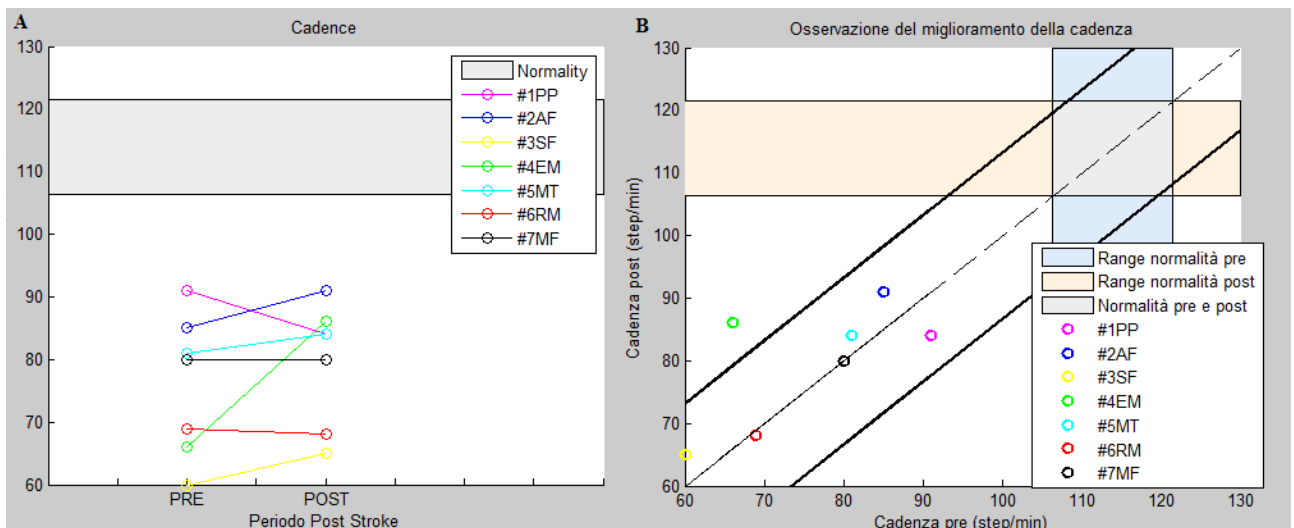 A
Cadence
130
120
110
100
90
80
70
60
PRE
POST
Periodo Post Stroke
Normality
#1PP
#2AF
#3SF
#4EM
#5MT
#6RM
#7MF
B
Osservazione del miglioramento della cadenza
Cadenza post (step/min)
130
120
110
100
90
80
70
60
60
70
80
90
100
110
120
130
Cadenza pre (step/min)
Range normalità pre
Range normalità post
Normalità pre e post
#1PP
#2AF
#3SF
#4EM
#5MT
#6RM
#7MF